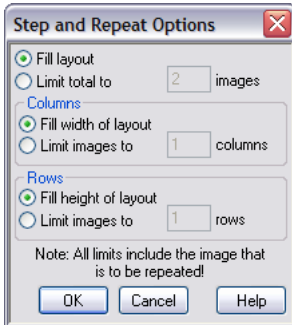 Step and Repeat Options
Fill layout
Limit total to 2 images
Columns
Fill width of layout
Limit images to 1 columns
Rows
Fill height of layout
Limit images to 1 rows
Note: All limits include the image that
is to be repeated!
OK Cancel Help